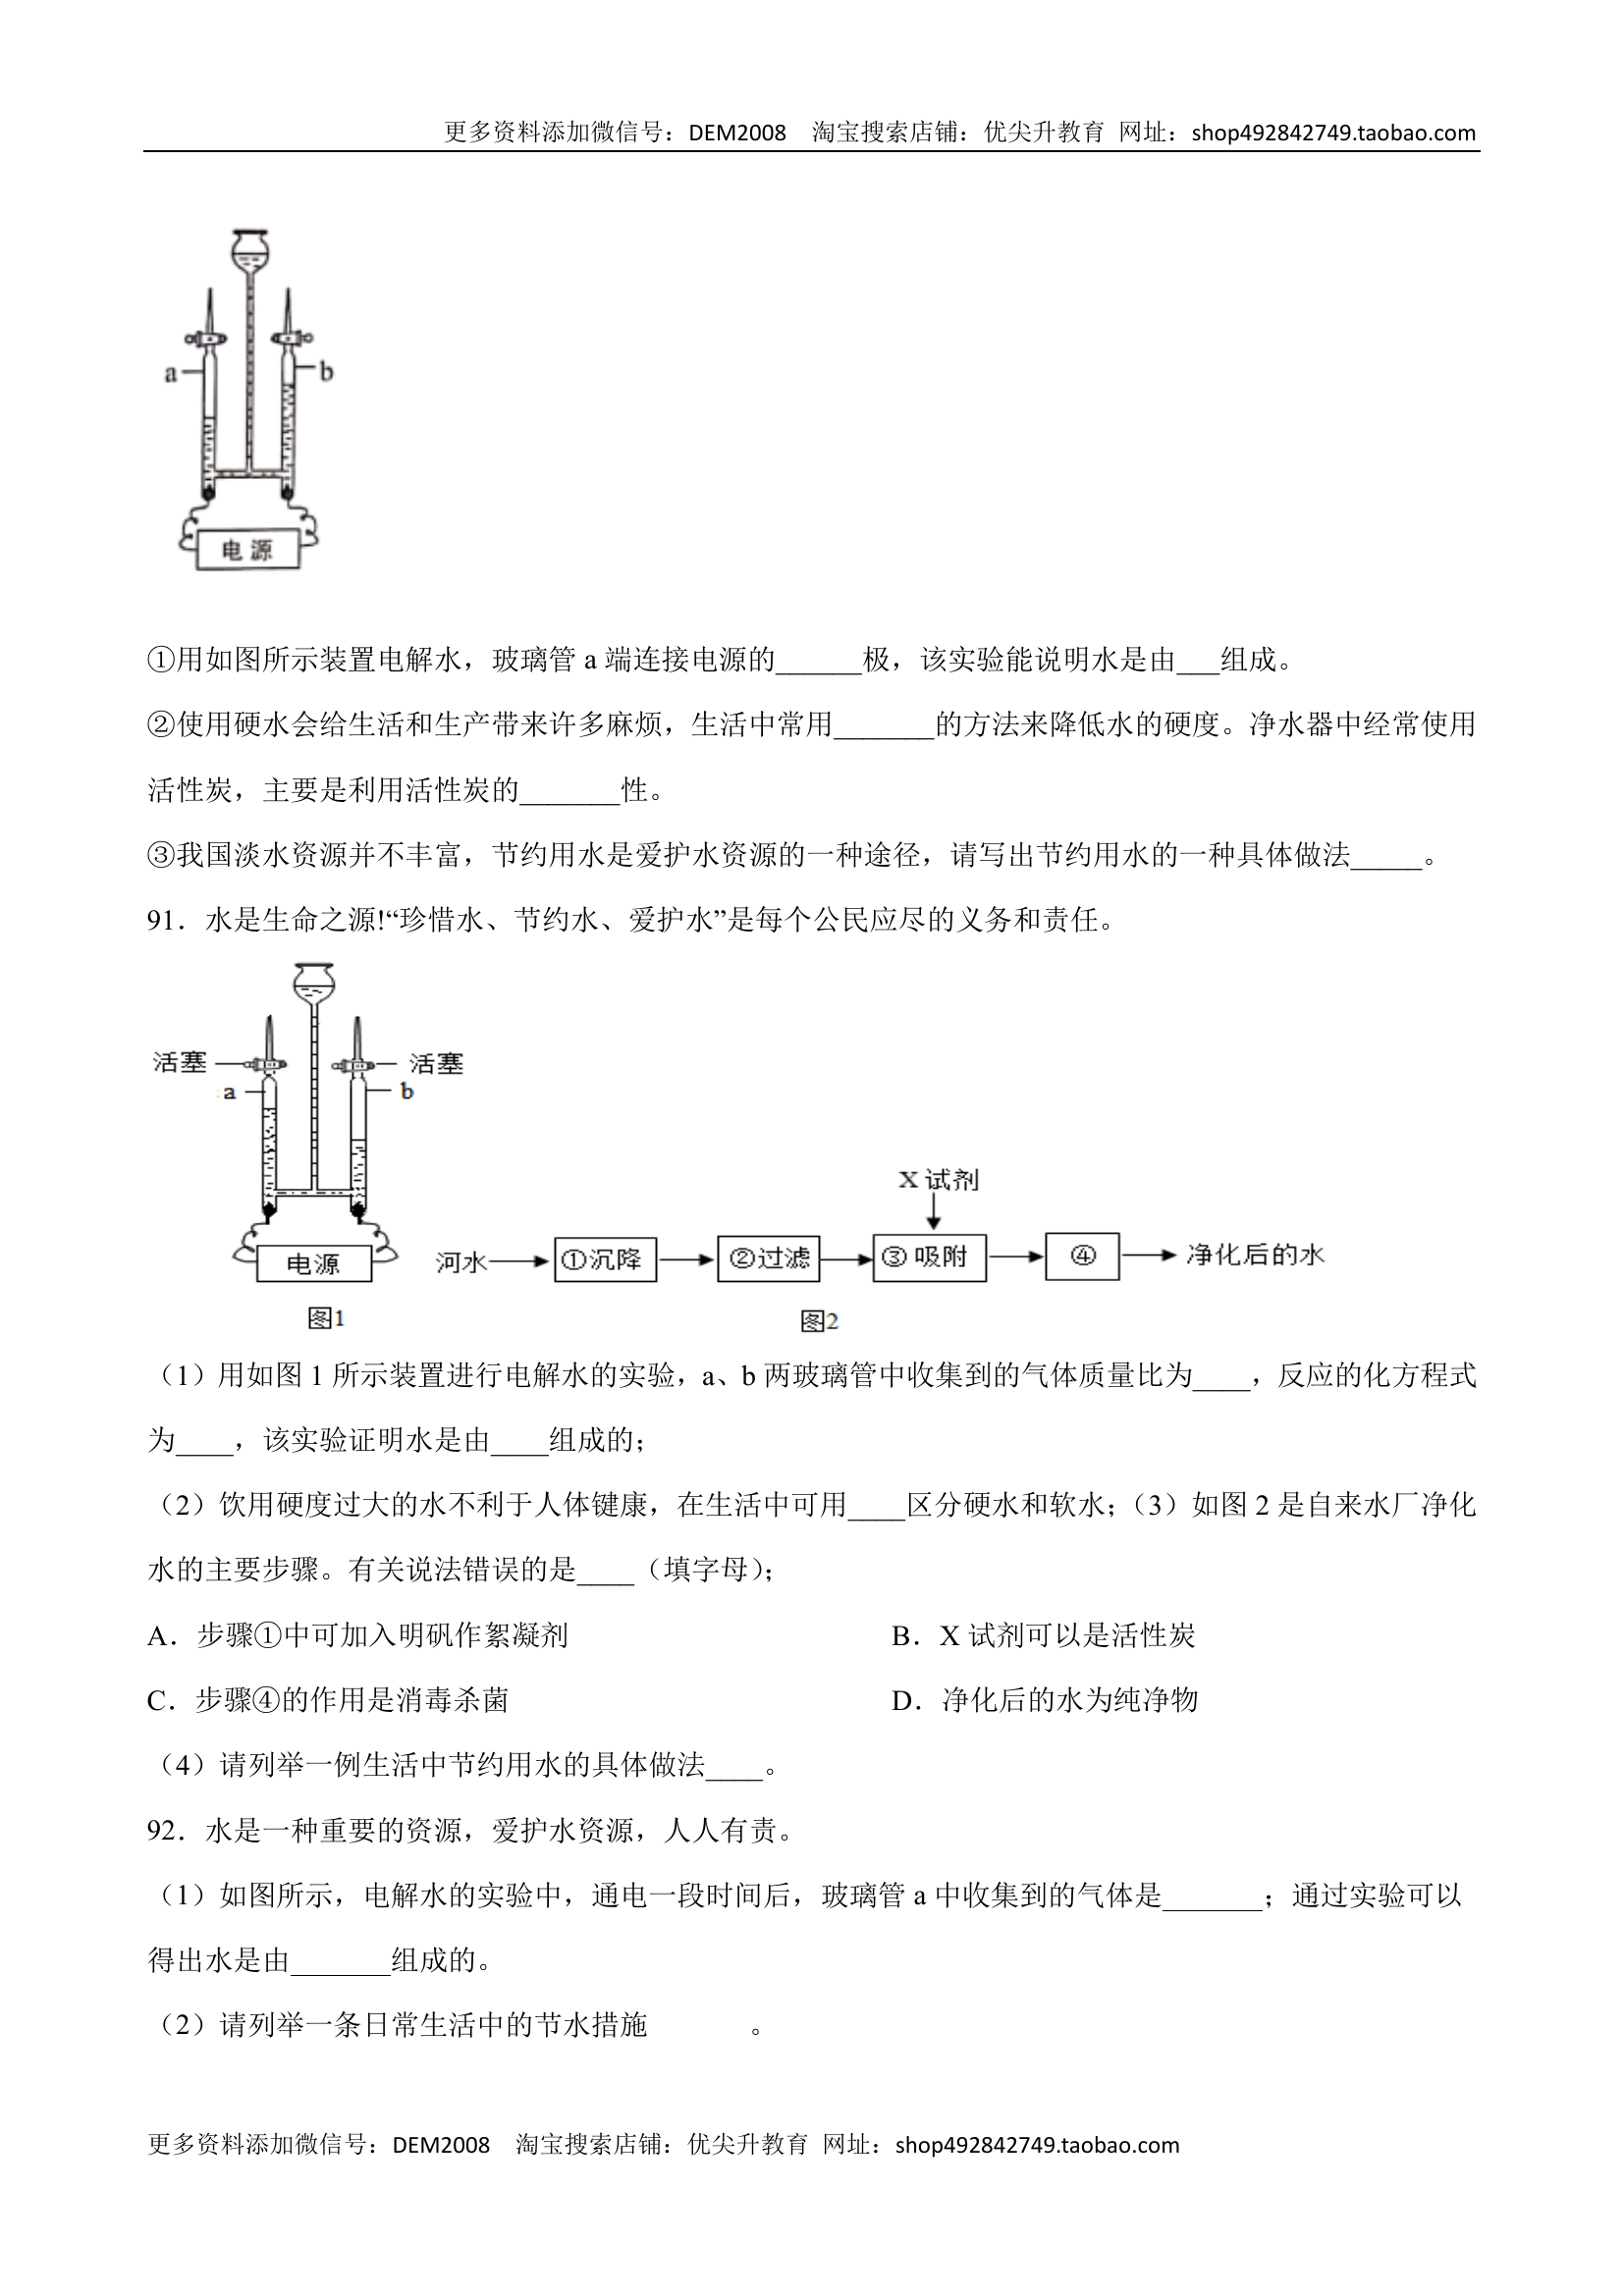 更多资料添加微信号：DEM2008    淘宝搜索店铺：优尖升教育  网址：shop492842749.taobao.com
a
b
电 源
①用如图所示装置电解水，玻璃管 a 端连接电源的______极，该实验能说明水是由___组成。
②使用硬水会给生活和生产带来许多麻烦，生活中常用_______的方法来降低水的硬度。净水器中经常使用
活性炭，主要是利用活性炭的_______性。
③我国淡水资源并不丰富，节约用水是爱护水资源的一种途径，请写出节约用水的一种具体做法_____。
91．水是生命之源!“珍惜水、节约水、爱护水”是每个公民应尽的义务和责任。
活塞
活塞
a
b
电源
图1
X 试剂
河水
①沉降
②过滤
③ 吸附
④
净化后的水
图2
（1）用如图 1 所示装置进行电解水的实验，a、b 两玻璃管中收集到的气体质量比为____，反应的化方程式
为____，该实验证明水是由____组成的；
（2）饮用硬度过大的水不利于人体键康，在生活中可用____区分硬水和软水；（3）如图 2 是自来水厂净化
水的主要步骤。有关说法错误的是____（填字母）；
A．步骤①中可加入明矾作絮凝剂
B．X 试剂可以是活性炭
C．步骤④的作用是消毒杀菌
D．净化后的水为纯净物
（4）请列举一例生活中节约用水的具体做法____。
92．水是一种重要的资源，爱护水资源，人人有责。
（1）如图所示，电解水的实验中，通电一段时间后，玻璃管 a 中收集到的气体是_______；通过实验可以
得出水是由_______组成的。
（2）请列举一条日常生活中的节水措施       。
更多资料添加微信号：DEM2008    淘宝搜索店铺：优尖升教育  网址：shop492842749.taobao.com